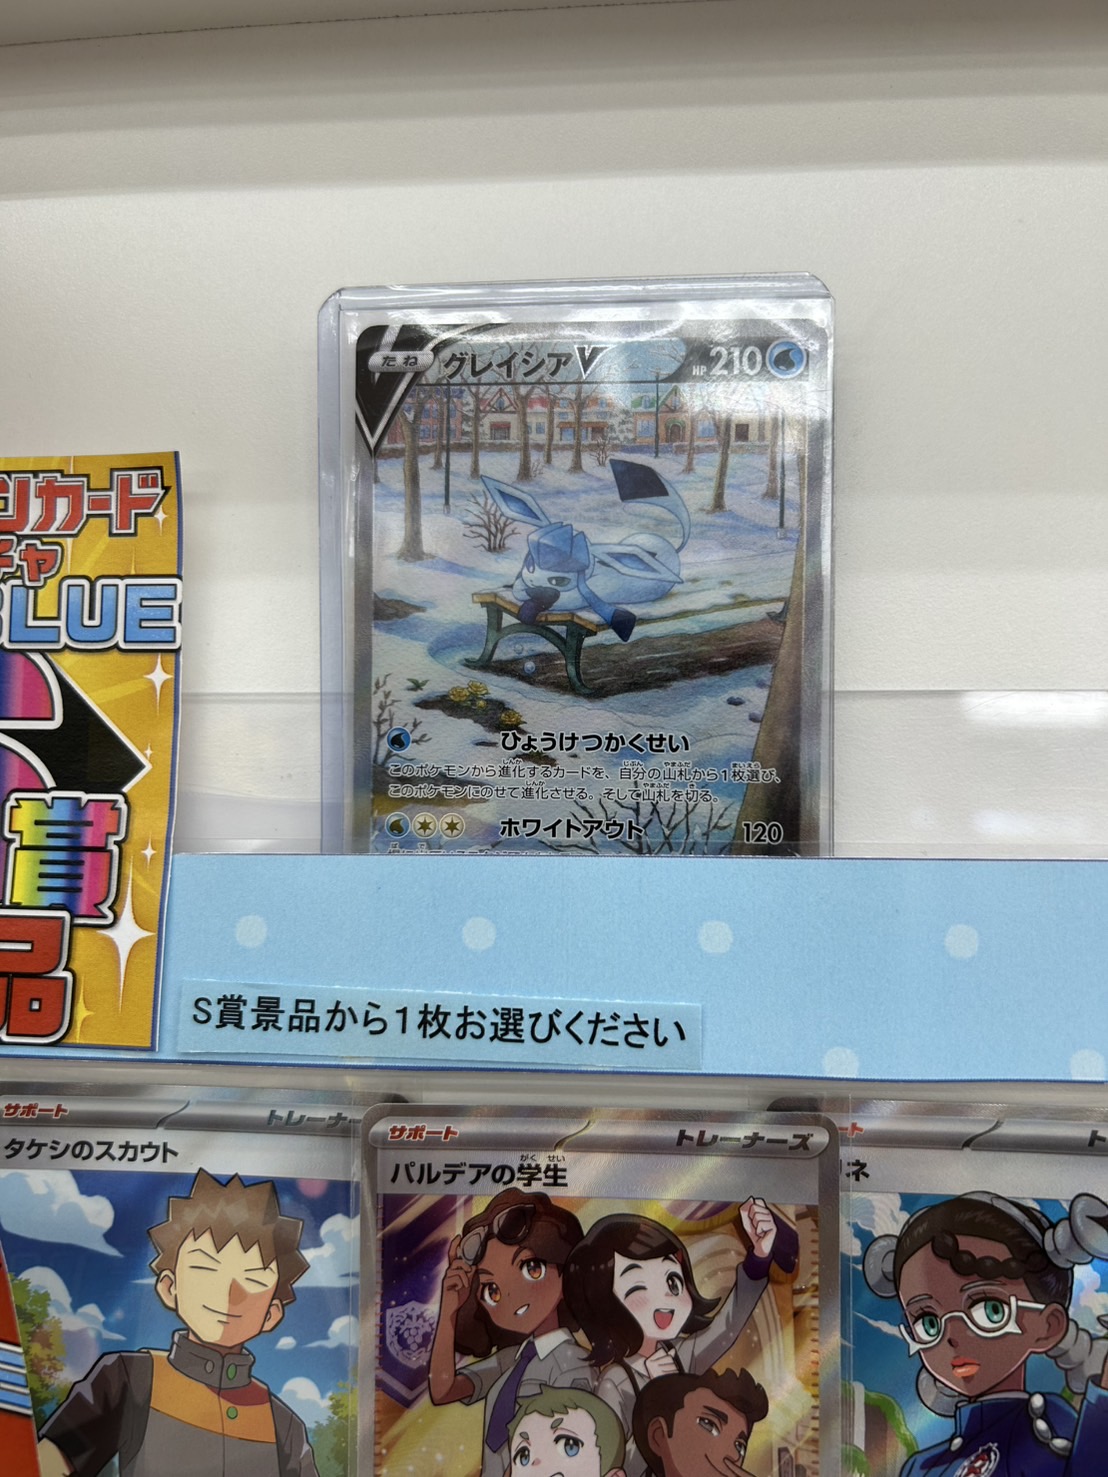 たね グレイシアV HP210
ひょうけつかくせい
このポケモンから進化するカードを、自分の山札から1枚選び、
このポケモンにのせて進化させる。そして山札を切る。
ホワイトアウト 120
ンカード
チャ
BLUE
賞
品
S賞景品から1枚お選びください
サポート トレーナー
タケシのスカウト
サポート トレーナーズ
パルデアの学生
ート ト
ネ